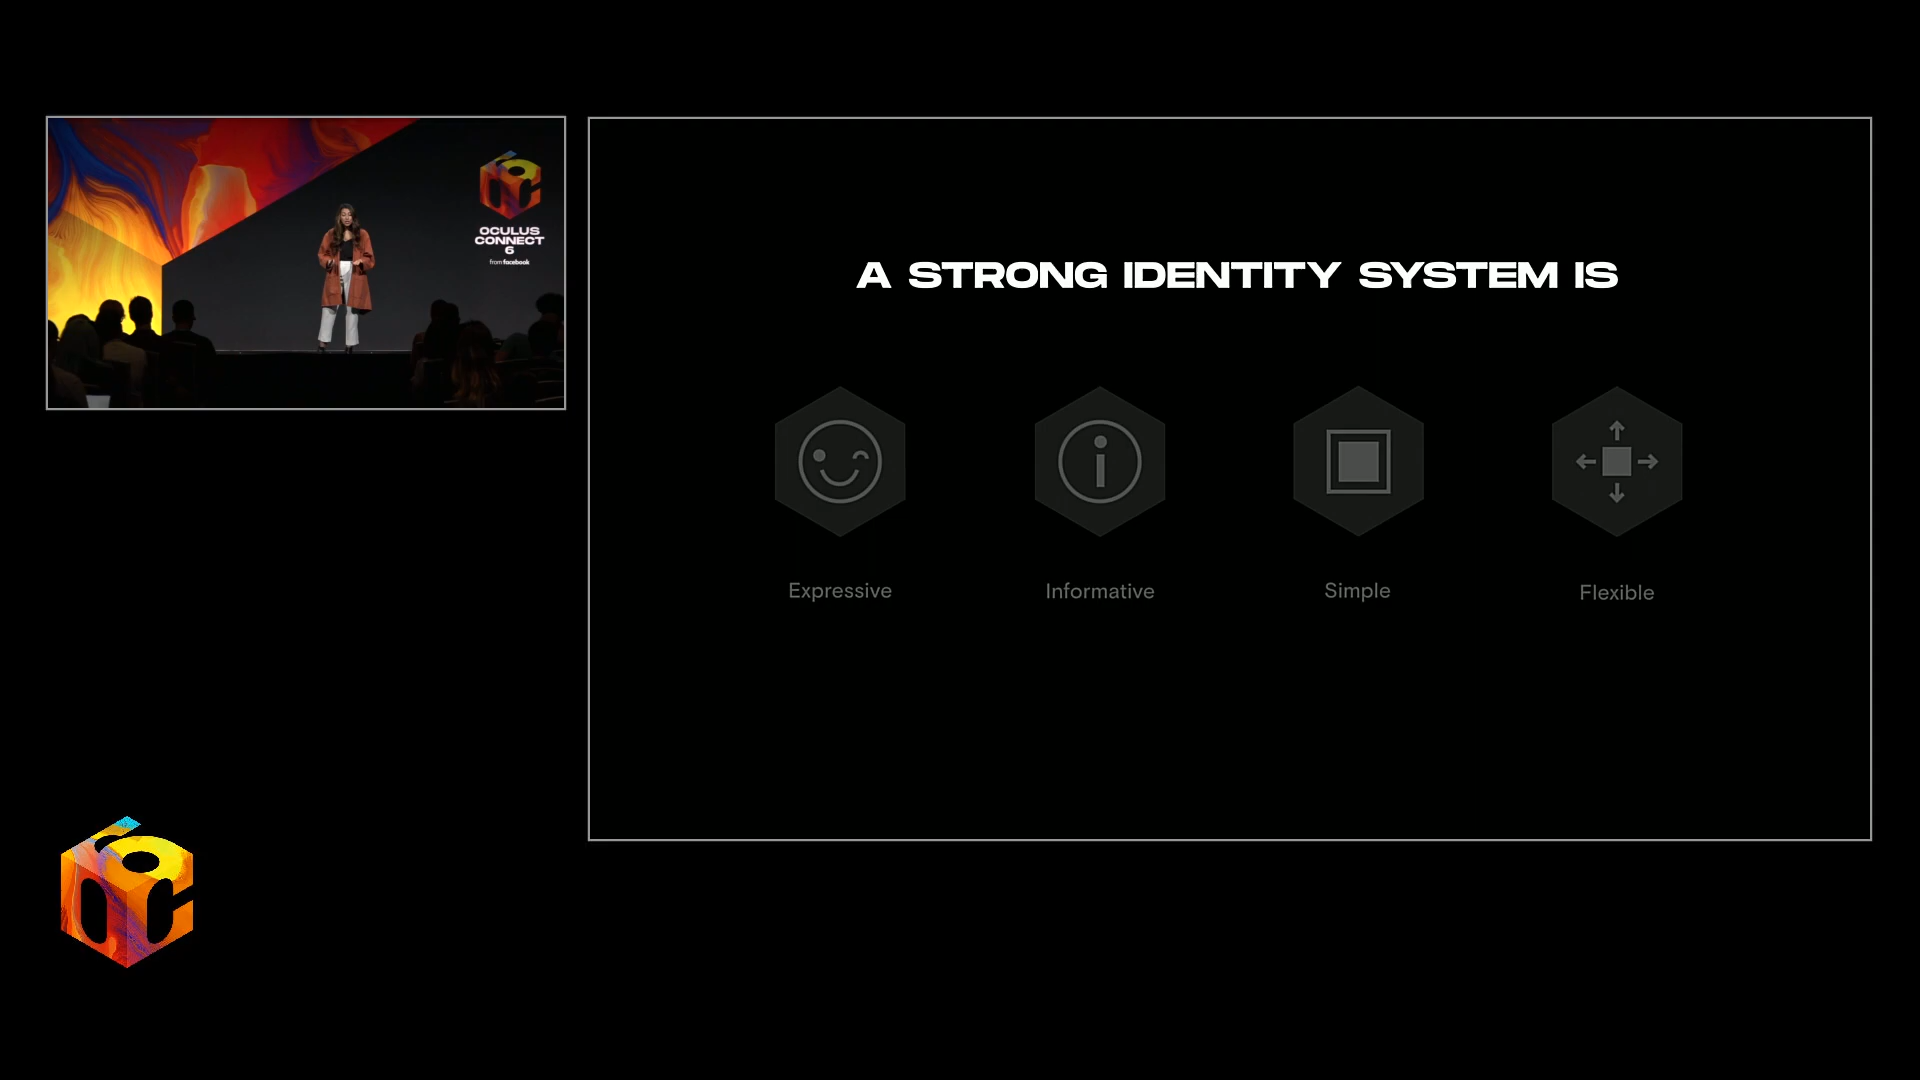 OCULUS
CONNECT
6
from facebook
A STRONG IDENTITY SYSTEM IS
Expressive
Informative
Simple
Flexible